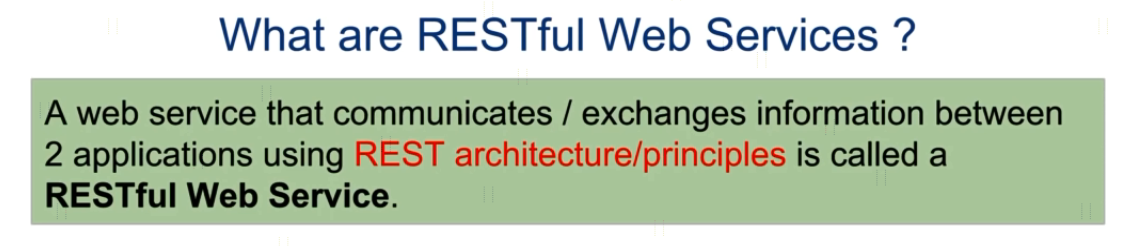 What are RESTful Web Services ?
A web service that communicates / exchanges information between
2 applications using REST architecture/principles is called a
RESTful Web Service.